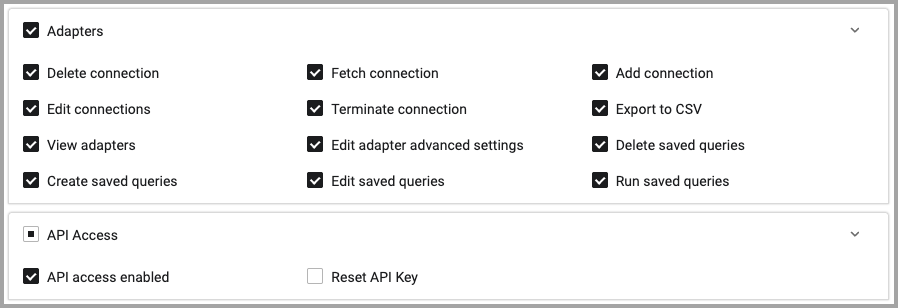 Adapters
Delete connection
Fetch connection
Add connection
Edit connections
Terminate connection
Export to CSV
View adapters
Edit adapter advanced settings
Delete saved queries
Create saved queries
Edit saved queries
Run saved queries
API Access
API access enabled
Reset API Key